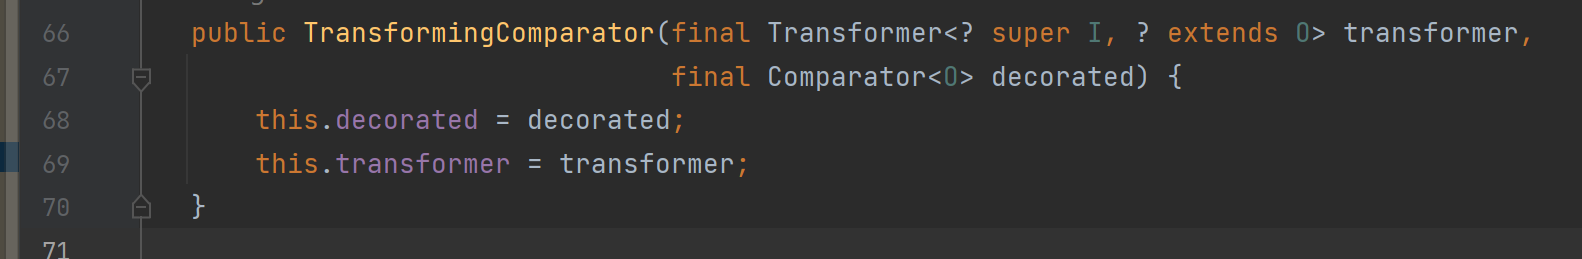 66 public TransformingComparator(final Transformer<? super I, ? extends O> transformer,
67 final Comparator<O> decorated) {
68 this.decorated = decorated;
69 this.transformer = transformer;
70 }
71